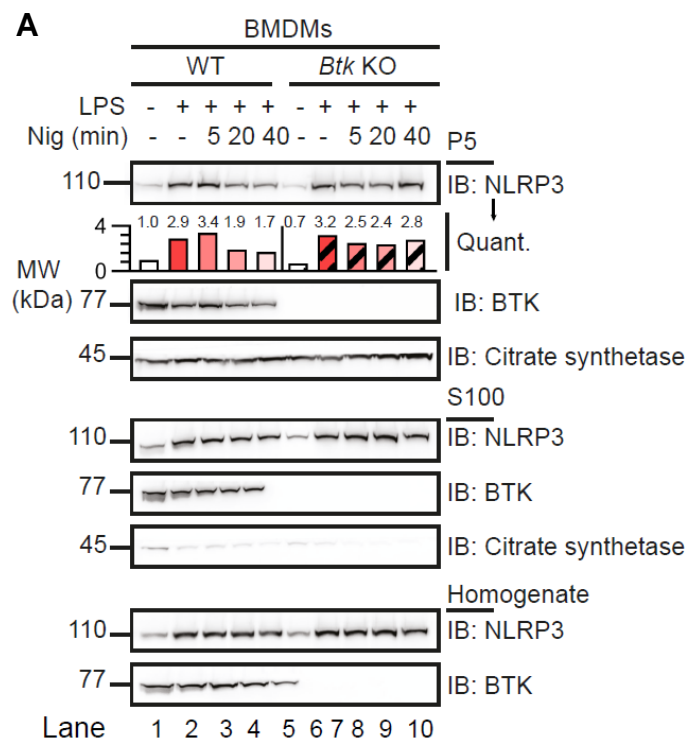 A
BMDMs
WT Btk KO
LPS - + + + + - + + + +
Nig (min) - - 5 20 40 - - 5 20 40
P5
110 IB: NLRP3
4 1.0 2.9 3.4 1.9 1.7 0.7 3.2 2.5 2.4 2.8
Quant.
0
MW
(kDa)
77 IB: BTK
45 IB: Citrate synthetase
S100
110 IB: NLRP3
77 IB: BTK
45 IB: Citrate synthetase
Homogenate
110 IB: NLRP3
77 IB: BTK
Lane 1 2 3 4 5 6 7 8 9 10